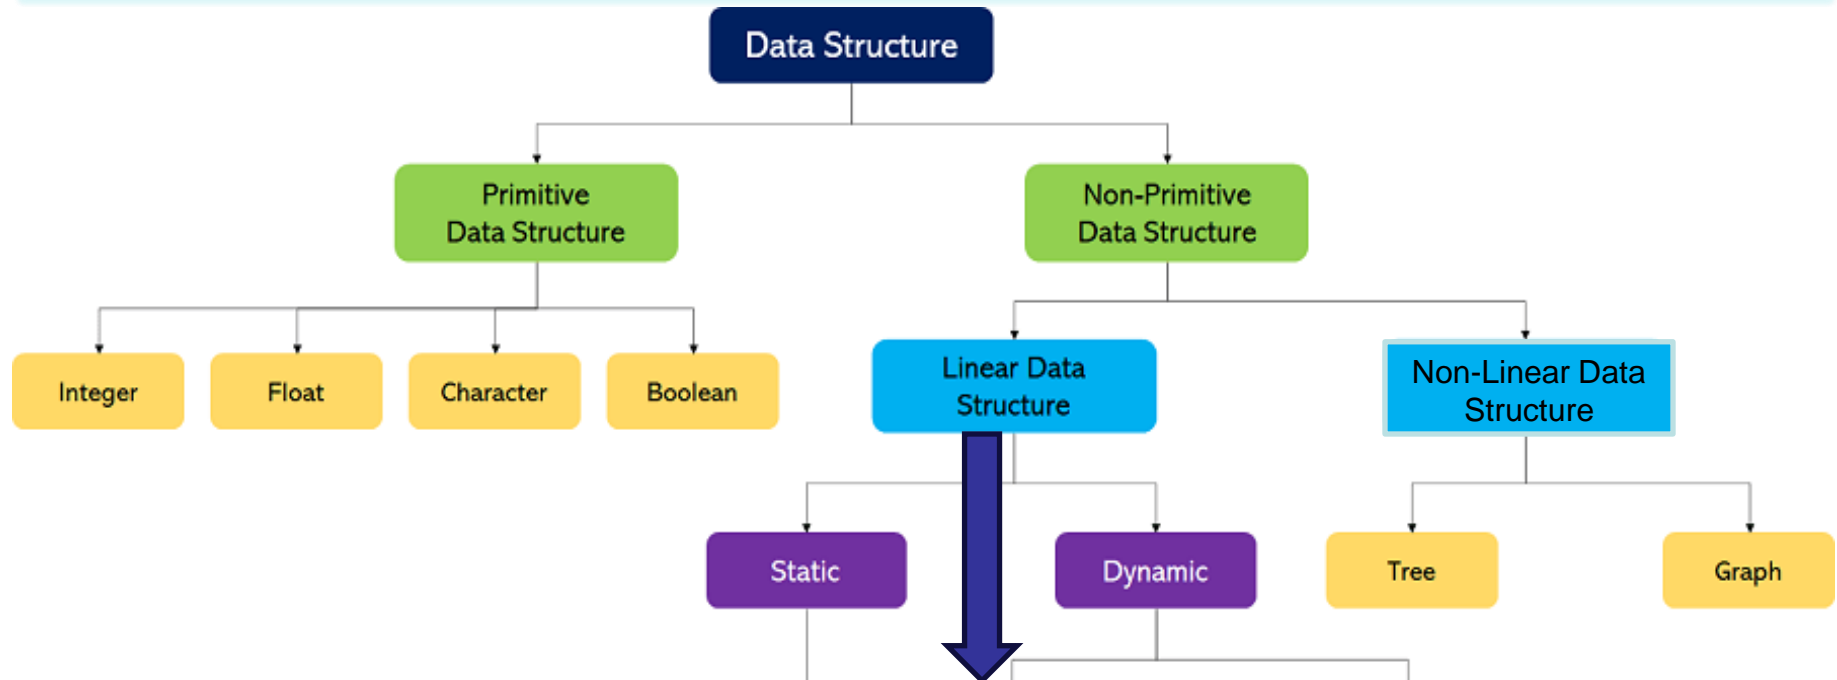 Data Structure
Primitive
Data Structure
Non-Primitive
Data Structure
Integer
Float
Character
Boolean
Linear Data
Structure
Non-Linear Data
Structure
Static
Dynamic
Tree
Graph